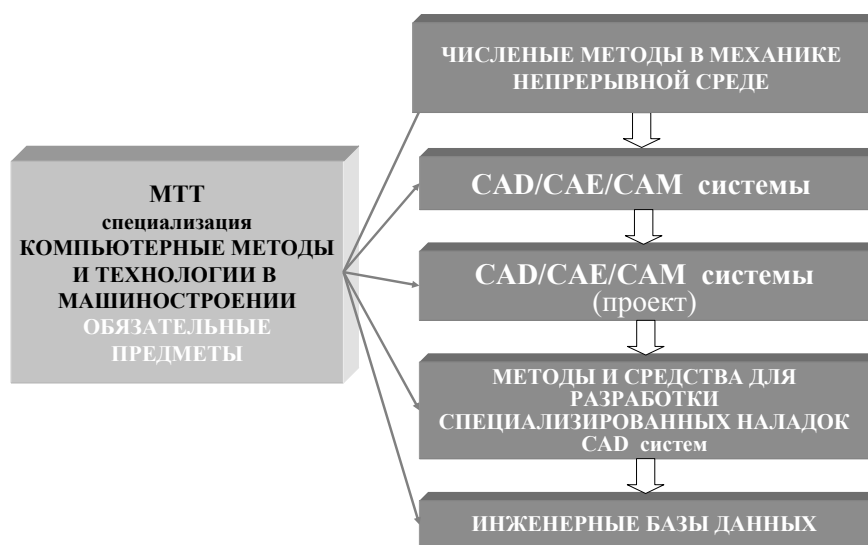 ЧИСЛЕНЫЕ МЕТОДЫ В МЕХАНИКЕ
НЕПРЕРЫВНОЙ СРЕДЕ
МТТ
специализация
КОМПЬЮТЕРНЫЕ МЕТОДЫ
И ТЕХНОЛОГИИ В
МАШИНОСТРОЕНИИ
ОБЯЗАТЕЛЬНЫЕ
ПРЕДМЕТЫ
CAD/CAE/CAM системы
CAD/CAE/CAM системы
(проект)
МЕТОДЫ И СРЕДСТВА ДЛЯ
РАЗРАБОТКИ
СПЕЦИАЛИЗИРОВАННЫХ НАЛАДОК
CAD систем
ИНЖЕНЕРНЫЕ БАЗЫ ДАННЫХ